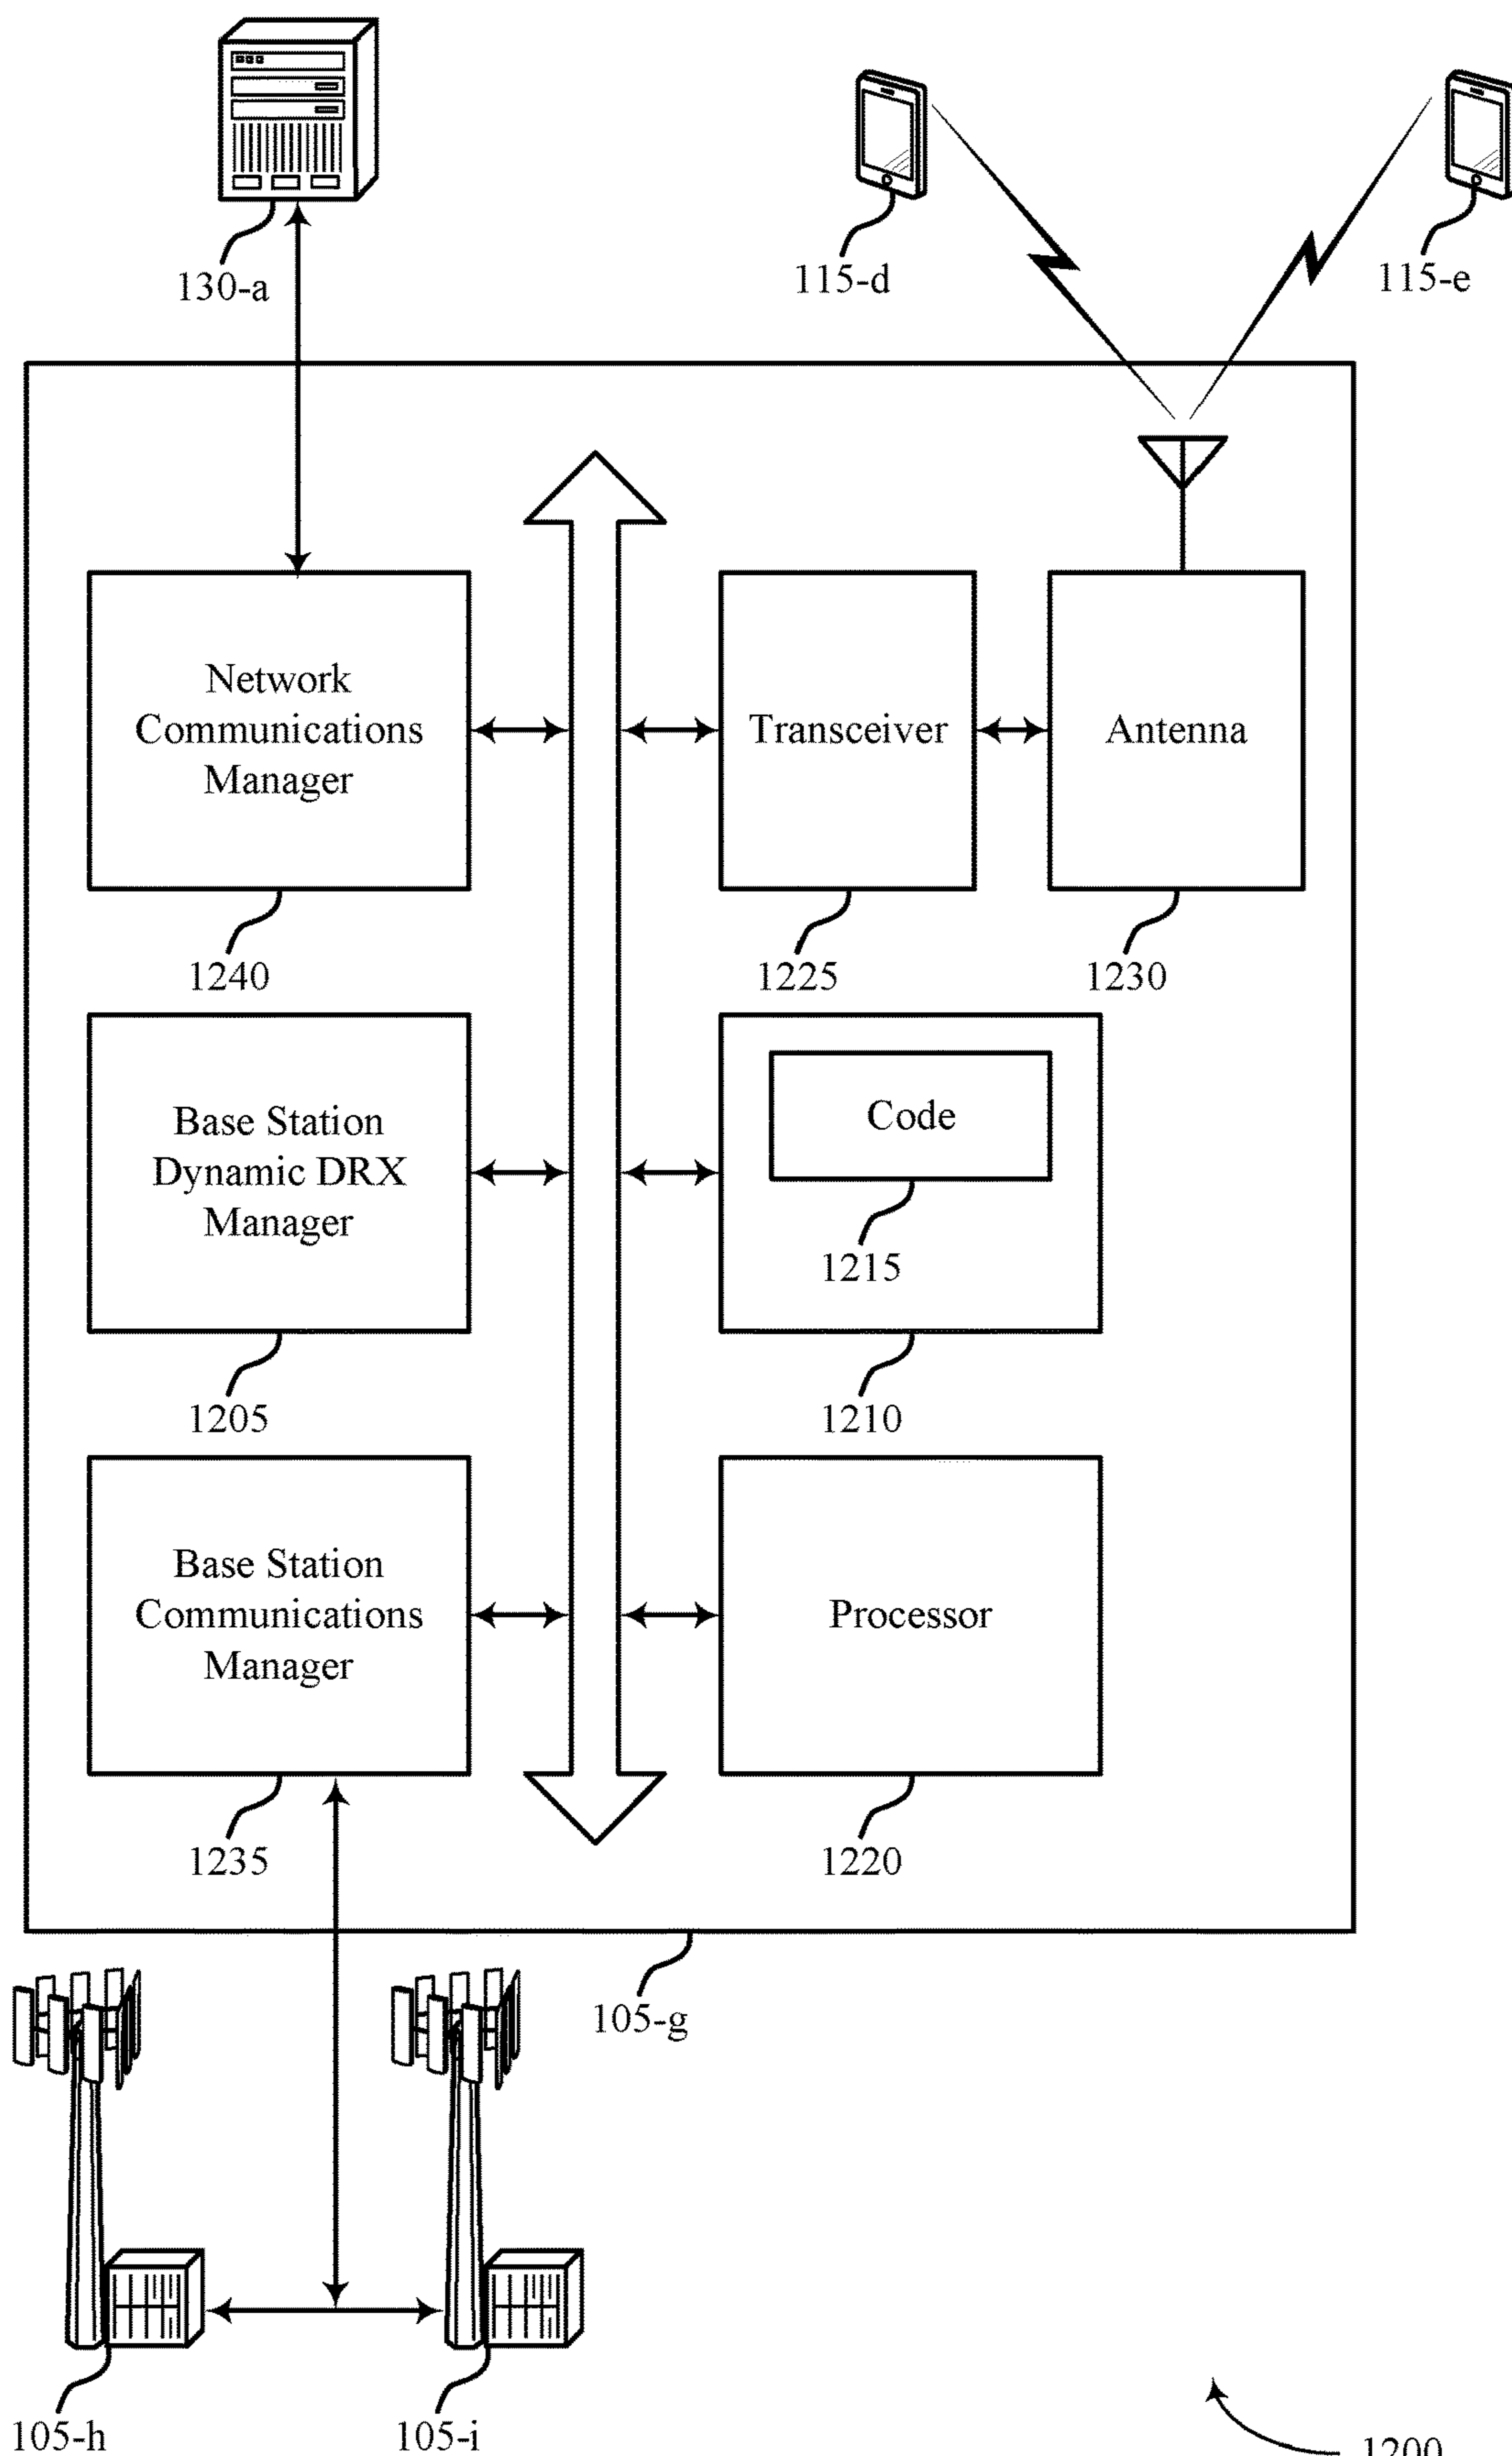 130-a
115-d
115-e
Network
Communications
Manager
Transceiver
Antenna
1240
1225
1230
Base Station
Dynamic DRX
Manager
Code
1215
1205
1210
Base Station
Communications
Manager
Processor
1235
1220
105-g
105-h
105-i
1200